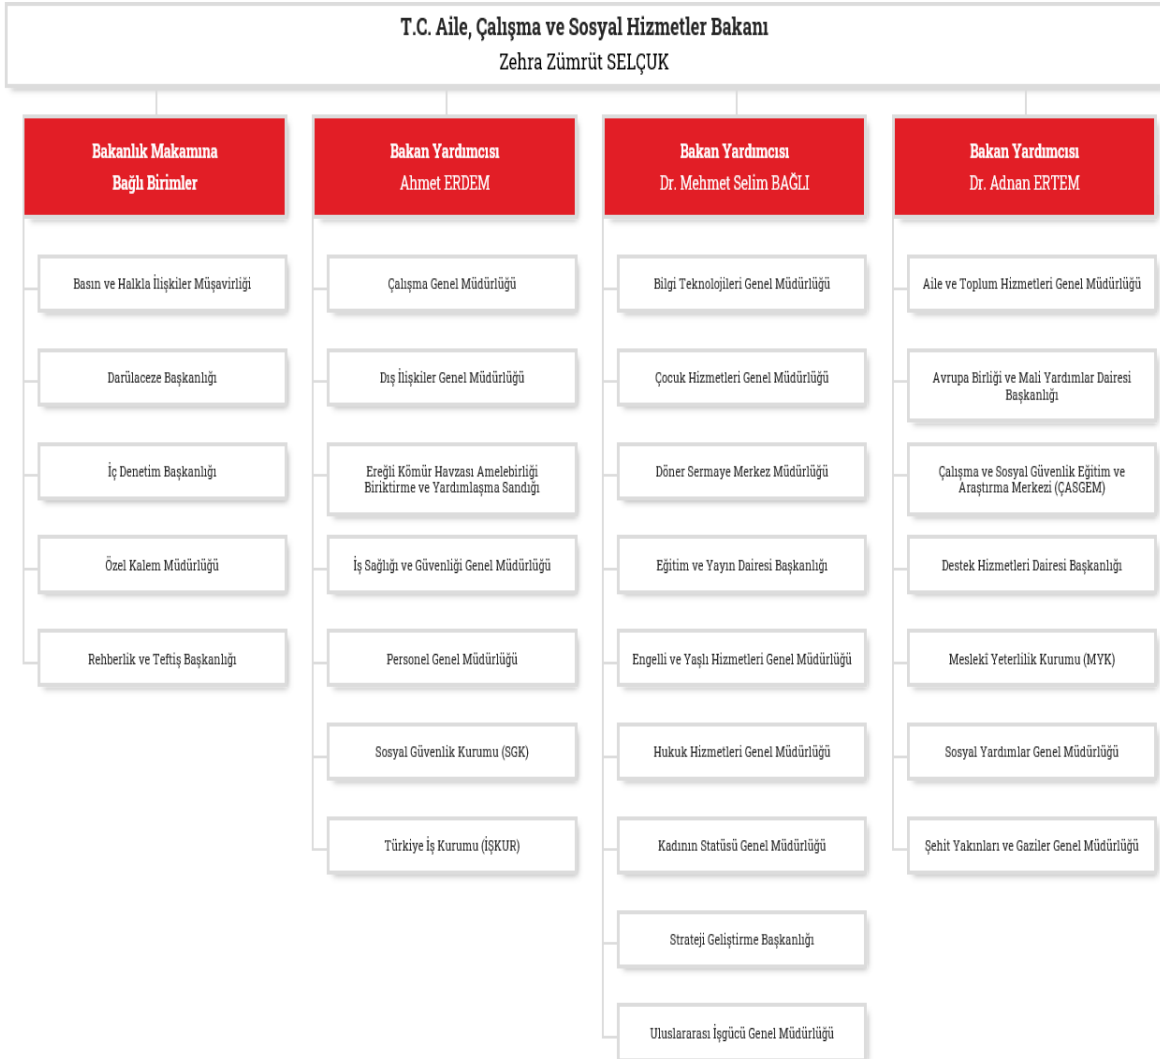 T.C. Aile, Çalışma ve Sosyal Hizmetler Bakanı
Zehra Zümrüt SELÇUK
Bakanlık Makamına
Bağlı Birimler
Basın ve Halkla İlişkiler Müşavirliği
Darülaceze Başkanlığı
İç Denetim Başkanlığı
Özel Kalem Müdürlüğü
Rehberlik ve Teftiş Başkanlığı
Bakan Yardımcısı
Ahmet ERDEM
Çalışma Genel Müdürlüğü
Dış İlişkiler Genel Müdürlüğü
Ereğli Kömür Havzası Amelebirliği
Biriktirme ve Yardımlaşma Sandığı
İş Sağlığı ve Güvenliği Genel Müdürlüğü
Personel Genel Müdürlüğü
Sosyal Güvenlik Kurumu (SGK)
Türkiye İş Kurumu (İŞKUR)
Bakan Yardımcısı
Dr. Mehmet Selim BAĞLI
Bilgi Teknolojileri Genel Müdürlüğü
Çocuk Hizmetleri Genel Müdürlüğü
Döner Sermaye Merkez Müdürlüğü
Eğitim ve Yayın Dairesi Başkanlığı
Engelli ve Yaşlı Hizmetleri Genel Müdürlüğü
Hukuk Hizmetleri Genel Müdürlüğü
Kadının Statüsü Genel Müdürlüğü
Strateji Geliştirme Başkanlığı
Uluslararası İşgücü Genel Müdürlüğü
Bakan Yardımcısı
Dr. Adnan ERTEM
Aile ve Toplum Hizmetleri Genel Müdürlüğü
Avrupa Birliği ve Mali Yardımlar Dairesi
Başkanlığı
Çalışma ve Sosyal Güvenlik Eğitim ve
Araştırma Merkezi (ÇASGEM)
Destek Hizmetleri Dairesi Başkanlığı
Meslekî Yeterlilik Kurumu (MYK)
Sosyal Yardımlar Genel Müdürlüğü
Şehit Yakınları ve Gaziler Genel Müdürlüğü